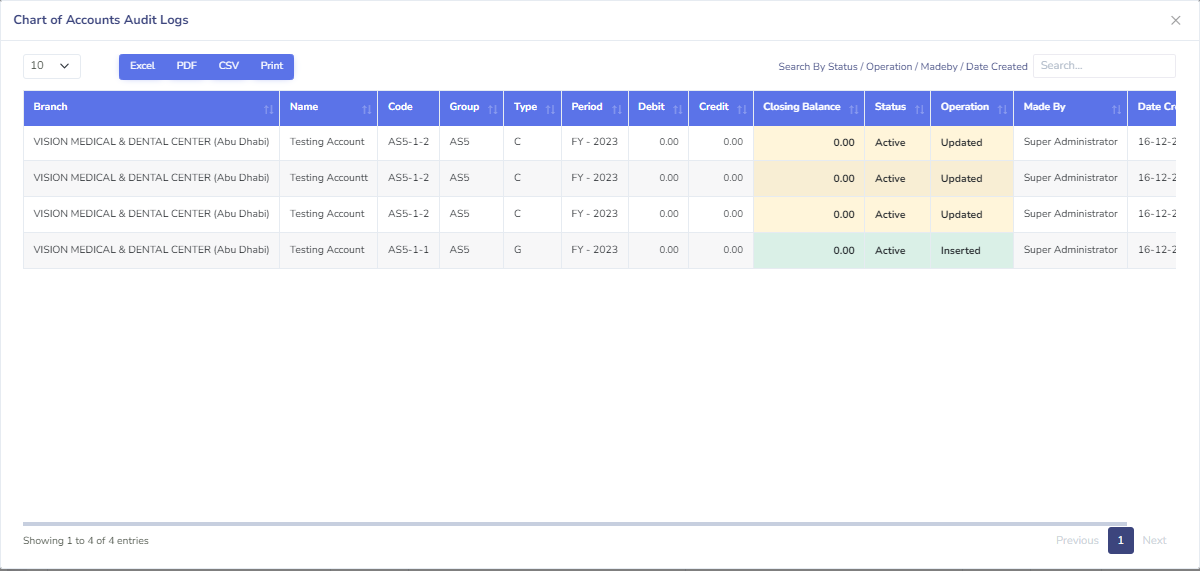 Chart of Accounts Audit Logs
10 Excel PDF CSV Print Search By Status / Operation / Madeby / Date Created Search...
Branch Name Code Group Type Period Debit Credit Closing Balance Status Operation Made By Date Cr
VISION MEDICAL & DENTAL CENTER (Abu Dhabi) Testing Account AS5-1-2 AS5 C FY - 2023 0.00 0.00 0.00 Active Updated Super Administrator 16-12-2
VISION MEDICAL & DENTAL CENTER (Abu Dhabi) Testing Accountt AS5-1-2 AS5 C FY - 2023 0.00 0.00 0.00 Active Updated Super Administrator 16-12-2
VISION MEDICAL & DENTAL CENTER (Abu Dhabi) Testing Account AS5-1-2 AS5 C FY - 2023 0.00 0.00 0.00 Active Updated Super Administrator 16-12-2
VISION MEDICAL & DENTAL CENTER (Abu Dhabi) Testing Account AS5-1-1 AS5 G FY - 2023 0.00 0.00 0.00 Active Inserted Super Administrator 16-12-2
Showing 1 to 4 of 4 entries Previous 1 Next